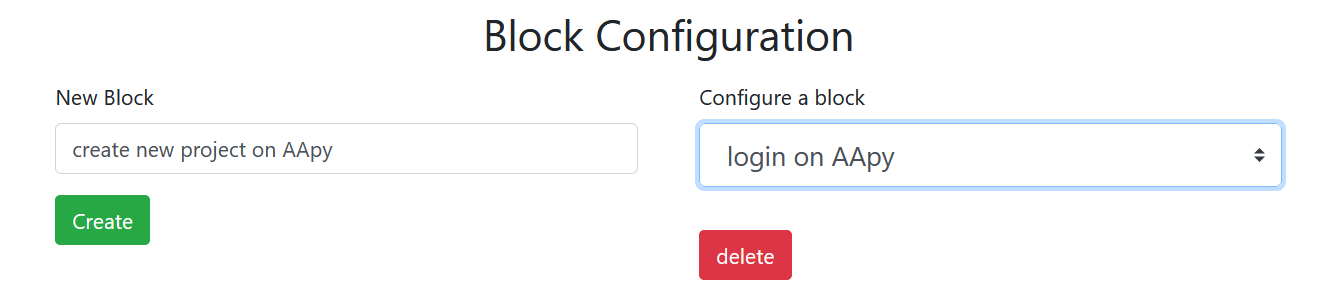 Block Configuration
New Block
create new project on AApy
Create
Configure a block
login on AApy
delete